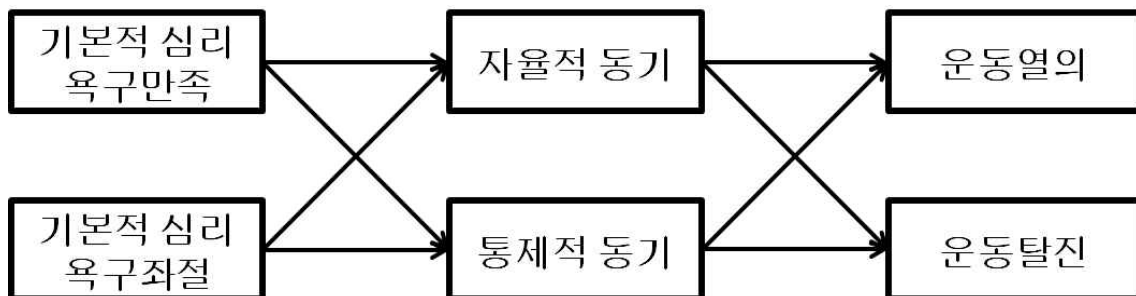 기본적 심리
욕구만족
자율적 동기
운동열의
기본적 심리
욕구좌절
통제적 동기
운동탈진